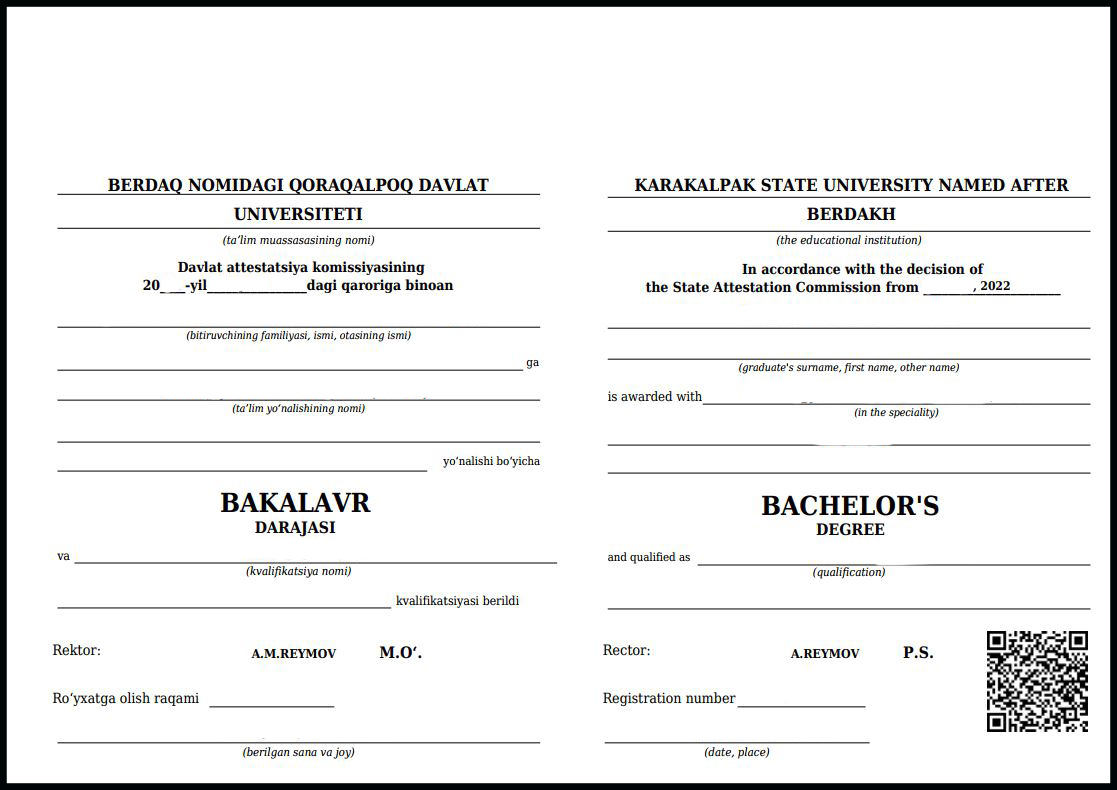 BERDAQ NOMIDAGI QORAQALPOQ DAVLAT
UNIVERSITETI
(ta’lim muassasasining nomi)
Davlat attestatsiya komissiyasining
20____-yil_______________dagi qaroriga binoan
(bitiruvchining familiyasi, ismi, otasining ismi)
ga
(ta’lim yo‘nalishining nomi)
yo‘nalishi bo‘yicha
BAKALAVR
DARAJASI
va
(kvalifikatsiya nomi)
kvalifikatsiyasi berildi
Rektor: A.M.REYMOV M.O‘.
Ro‘yxatga olish raqami
(berilgan sana va joy)
KARAKALPAK STATE UNIVERSITY NAMED AFTER
BERDAKH
(the educational institution)
In accordance with the decision of
the State Attestation Commission from ________, 2022________
(graduate's surname, first name, other name)
is awarded with
(in the speciality)
BACHELOR'S
DEGREE
and qualified as
(qualification)
Rector: A.REYMOV P.S.
Registration number
(date, place)